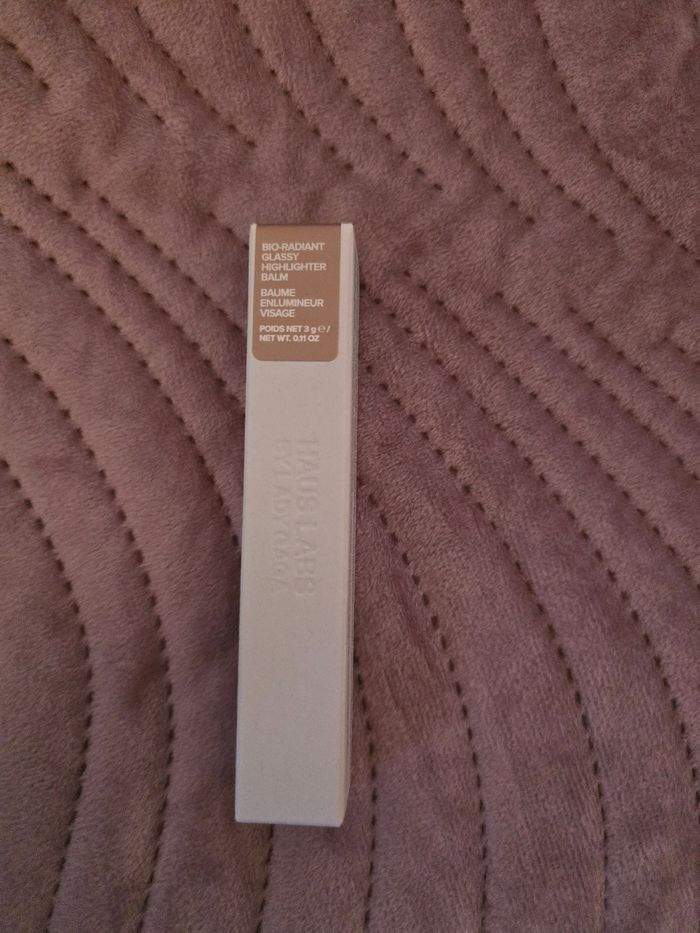 BIO-RADIANT
GLASSY
HIGHLIGHTER
BALM
BAUME
ENLUMINEUR
VISAGE
POIDS NET 3 g ℮ /
NET WT. 0.11 OZ
HAUS LABS
BY LADY GAGA